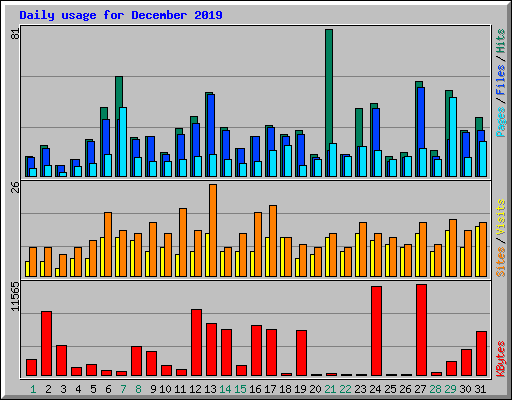 Daily usage for December 2019
81
Pages / Files / Hits
26
Sites / Visits
11565
KBytes
1 2 3 4 5 6 7 8 9 10 11 12 13 14 15 16 17 18 19 20 21 22 23 24 25 26 27 28 29 30 31